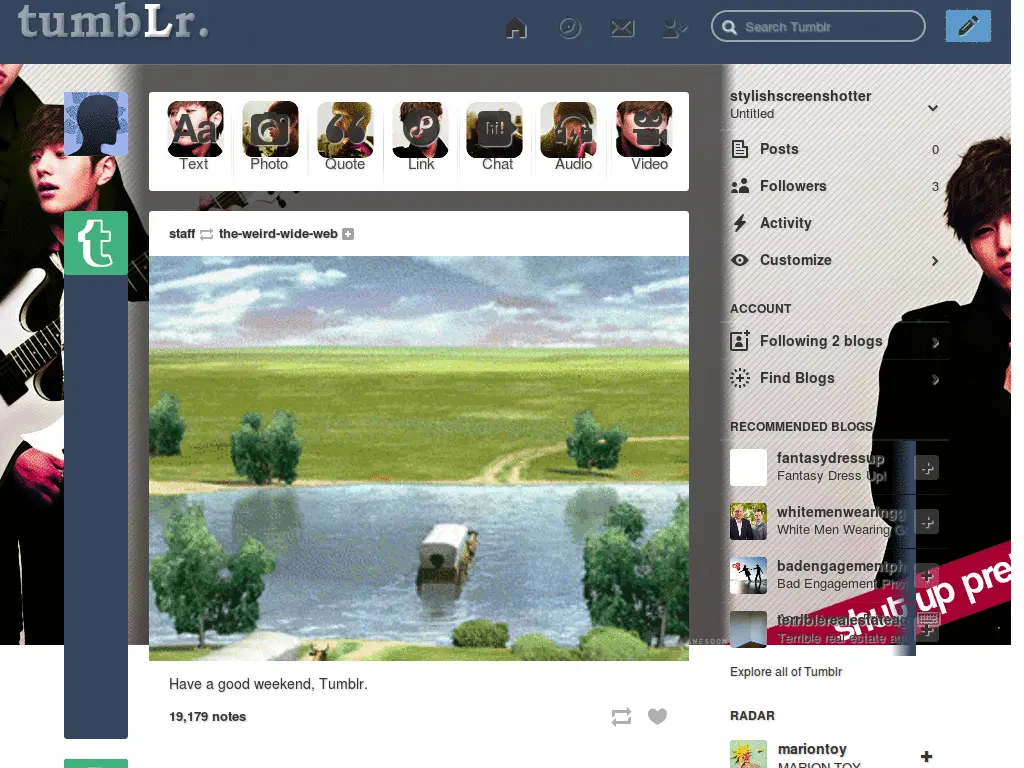 tumbLr.
Search Tumblr
Aa
hi!
Text
Photo
Quote
Link
Chat
Audio
Video
staff the-weird-wide-web
t
Have a good weekend, Tumblr.
19,179 notes
stylishscreenshotter
Untitled
Posts 0
Followers 3
Activity
Customize
ACCOUNT
Following 2 blogs
Find Blogs
RECOMMENDED BLOGS
fantasydressup
Fantasy Dress Up!
whitemenwearingg
White Men Wearing G
badengagementph
Bad Engagement Pho
terriblerealestateag
Terrible real estate ag
shut up pre
Explore all of Tumblr
RADAR
mariontoy
MARION TOY